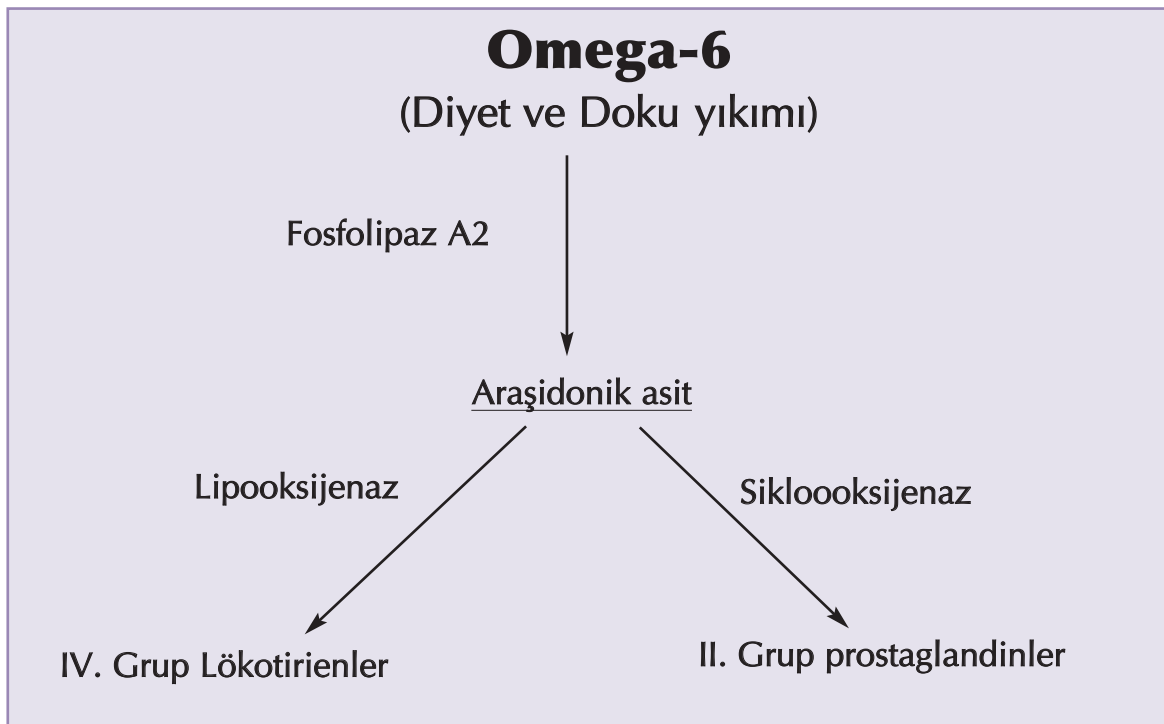 Omega-6
(Diyet ve Doku yıkımı)
Fosfolipaz A2
Araşidonik asit
Lipooksijenaz
Sikloooksijenaz
IV. Grup Lökotirienler
II. Grup prostaglandinler